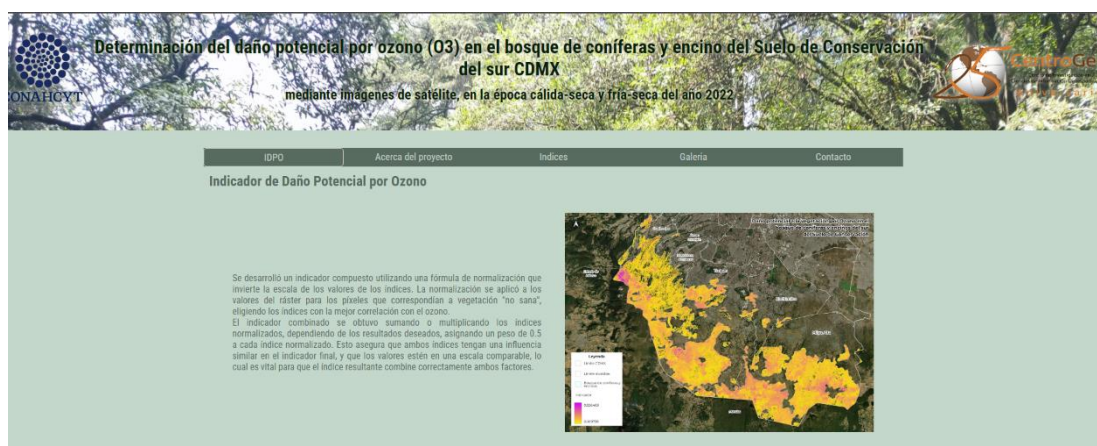 Determinación del daño potencial por ozono (O3) en el bosque de coníferas y encino del Suelo de Conservación
del sur CDMX
mediante imágenes de satélite, en la época cálida-seca y fría-seca del año 2022
ONAHCYT
25
CentroGe
IDPO
Acerca del proyecto
Indices
Galeria
Contacto
Indicador de Daño Potencial por Ozono
Se desarrolló un indicador compuesto utilizando una fórmula de normalización que
invierte la escala de los valores de los índices. La normalización se aplicó a los
valores del ráster para los píxeles que correspondían a vegetación "no sana",
eligiendo los índices con la mejor correlación con el ozono.
El indicador combinado se obtuvo sumando o multiplicando los índices
normalizados, dependiendo de los resultados deseados, asignando un peso de 0.5
a cada índice normalizado. Esto asegura que ambos índices tengan una influencia
similar en el indicador final, y que los valores estén en una escala comparable, lo
cual es vital para que el índice resultante combine correctamente ambos factores.
Leyenda